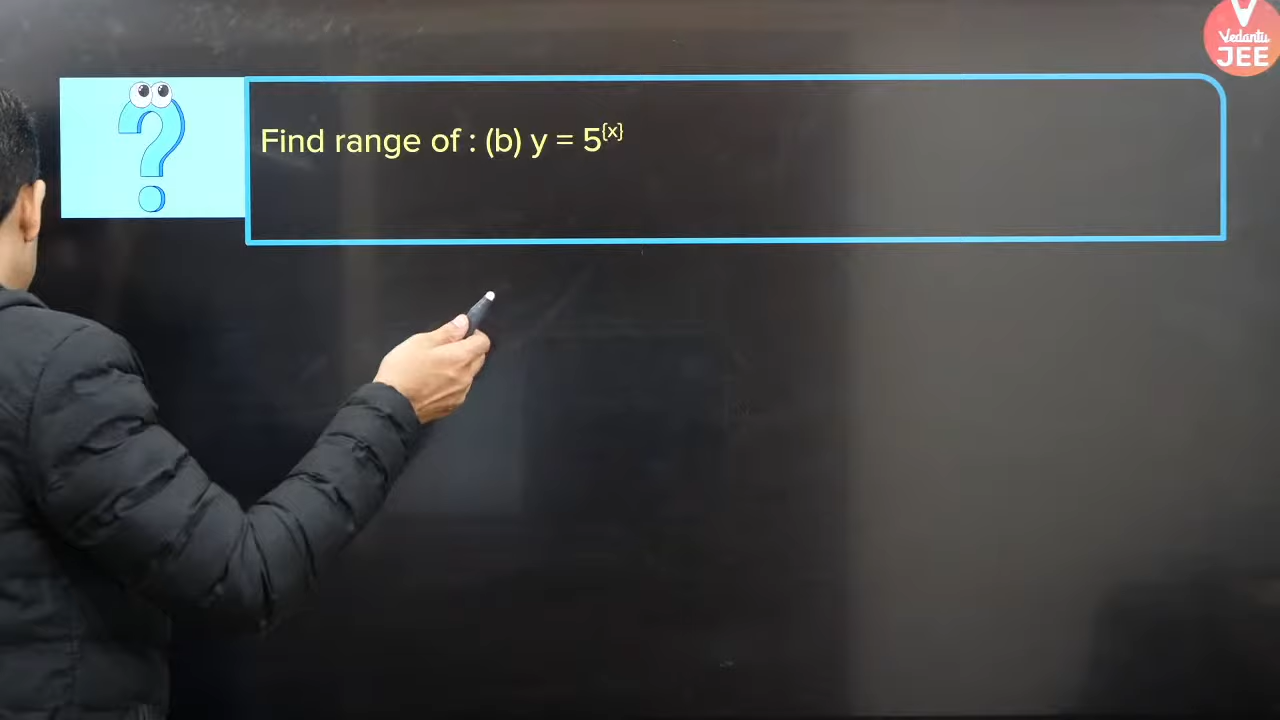 Vedantu
JEE
Find range of : (b) y = 5^{x}